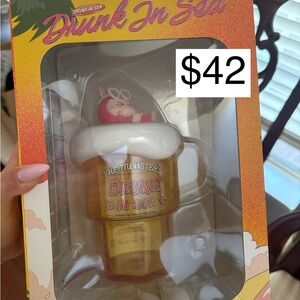 Drunk In Sea
$42
THE MONSTERS
DRUNK
IN SEA